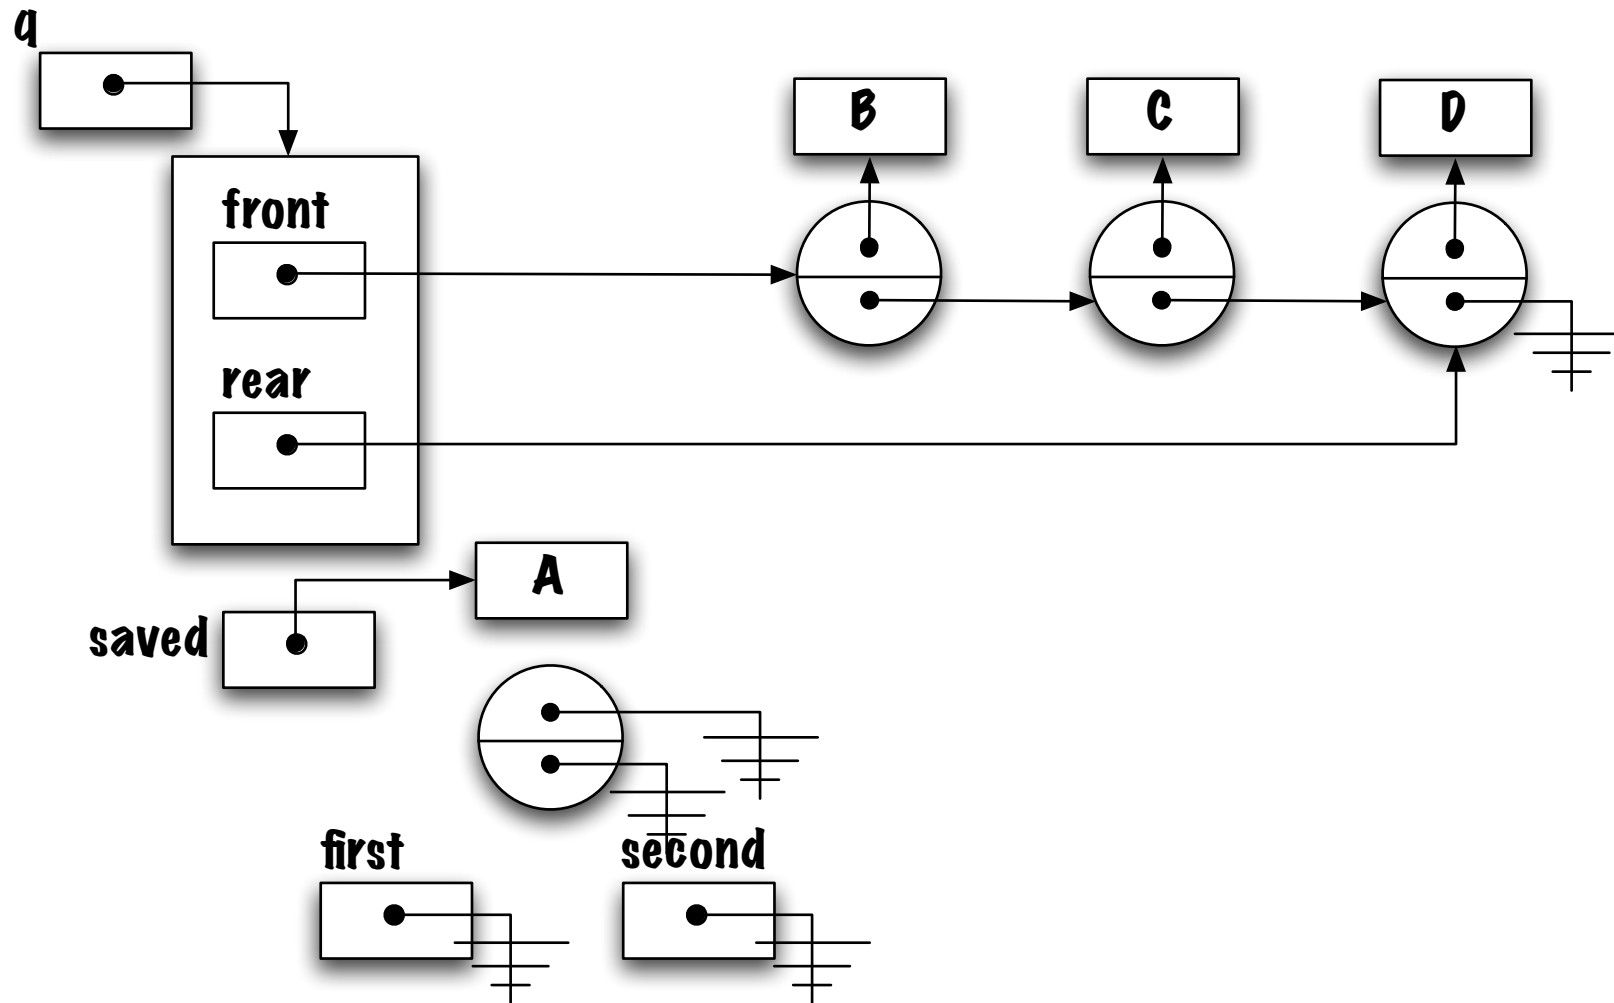 q
B
C
D
front
rear
A
saved
first
second